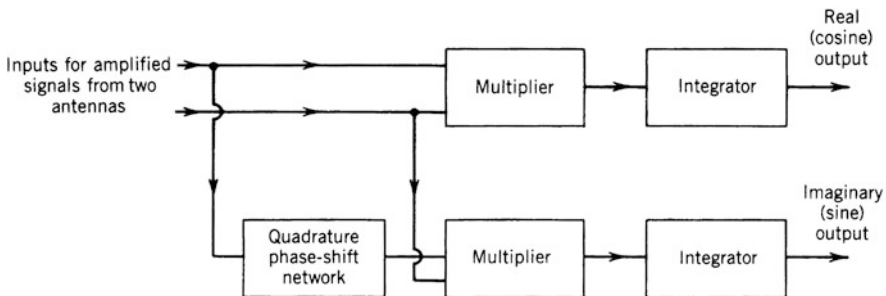 Real
(cosine)
output
Inputs for amplified
signals from two
antennas
Multiplier
Integrator
Imaginary
(sine)
output
Quadrature
phase-shift
network
Multiplier
Integrator